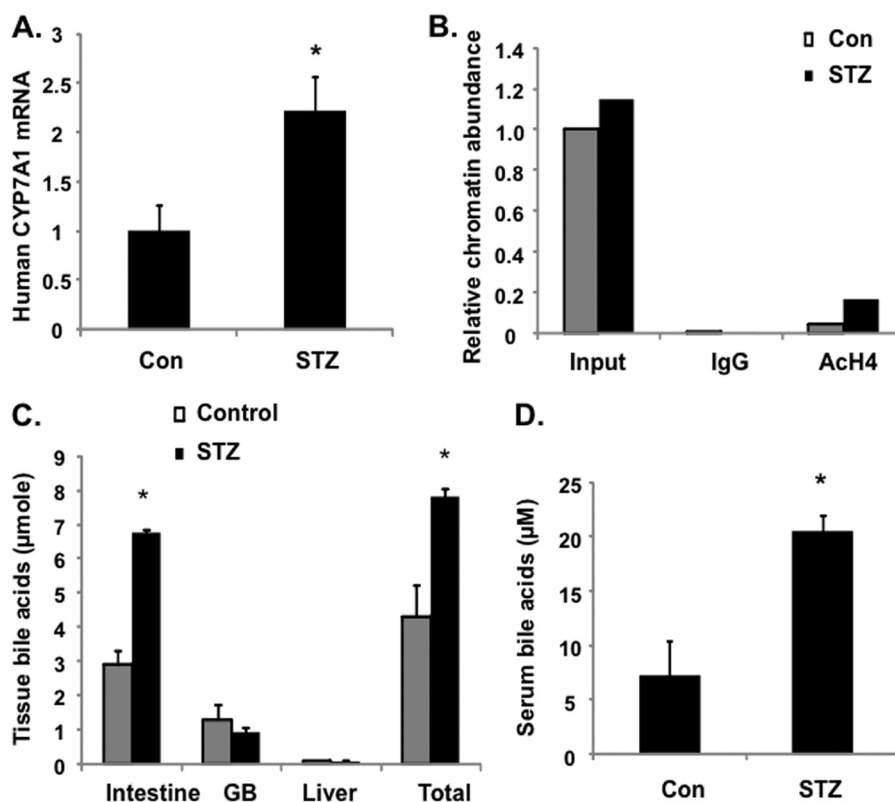 A.
Human CYP7A1 mRNA
3
2.5
2
1.5
1
0.5
0
*
Con STZ
B.
Con
STZ
Relative chromatin abundance
1.4
1.2
1.0
0.8
0.6
0.4
0.2
0
Input IgG AcH4
C.
Control
STZ
Tissue bile acids (µmole)
9
8
7
6
5
4
3
2
1
0
*
*
Intestine GB Liver Total
D.
Serum bile acids (µM)
25
20
15
10
5
0
*
Con STZ